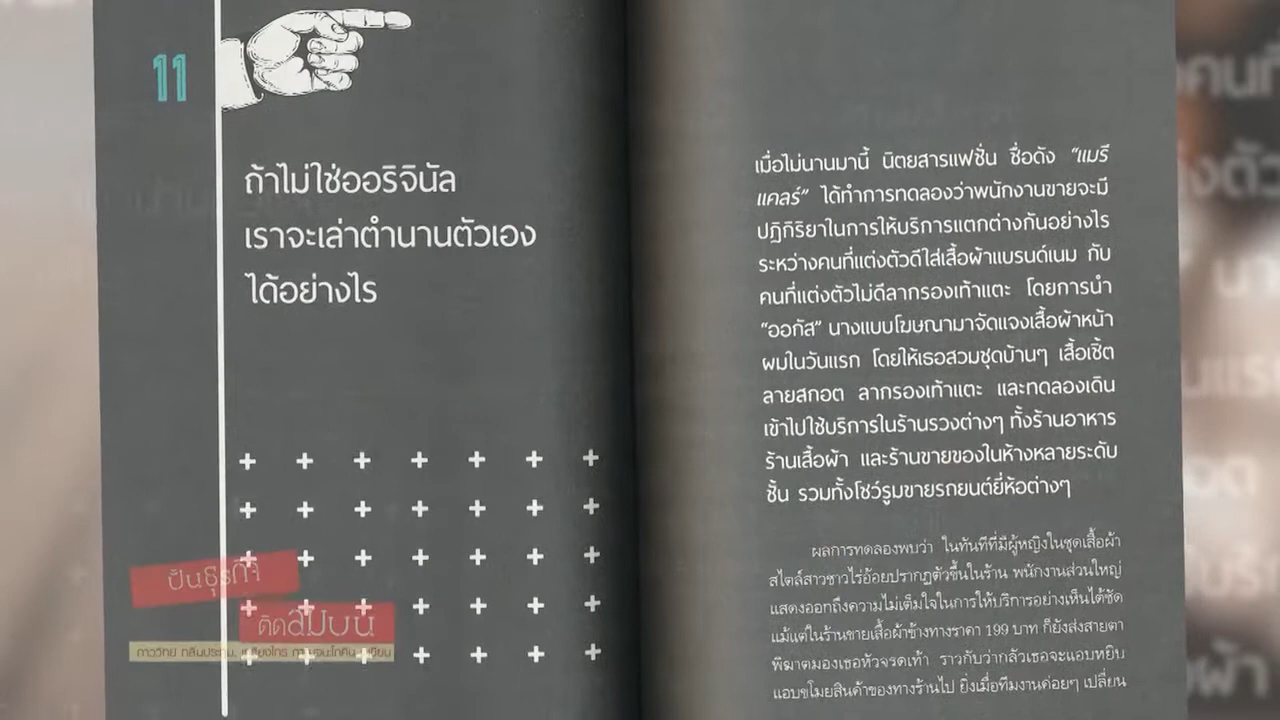 11
ถ้าไม่ใช่ออริจินัล
เราจะเล่าตำนานตัวเอง
ได้อย่างไร
ปั้นธุรกิจ
ติดลมบน
เมื่อไม่นานมานี้ นิตยสารแฟชั่น ชื่อดัง “แมรี
แคลร์” ได้ทำการทดลองว่าพนักงานขายจะมี
ปฏิกิริยาในการให้บริการแตกต่างกันอย่างไร
ระหว่างคนที่แต่งตัวดีใส่เสื้อผ้าแบรนด์เนม กับ
คนที่แต่งตัวไม่ดีลากรองเท้าแตะ โดยการนำ
“ออกัส” นางแบบโฆษณามาจัดแจงเสื้อผ้าหน้า
ผมในวันแรก โดยให้เธอสวมชุดบ้านๆ เสื้อเชิ้ต
ลายสกอต ลากรองเท้าแตะ และทดลองเดิน
เข้าไปใช้บริการในร้านรวงต่างๆ ทั้งร้านอาหาร
ร้านเสื้อผ้า และร้านขายของในห้างหลายระดับ
ชั้น รวมทั้งโชว์รูมขายรถยนต์ยี่ห้อต่างๆ
ผลการทดลองพบว่า ในทันทีที่มีผู้หญิงในชุดเสื้อผ้า
สไตล์สาวชาวไร่อ้อยปรากฏตัวขึ้นในร้าน พนักงานส่วนใหญ่
แสดงออกถึงความไม่เต็มใจในการให้บริการอย่างเห็นได้ชัด
แม้แต่ในร้านขายเสื้อผ้าข้างทางราคา 199 บาท ก็ยังส่งสายตา
พิฆาตมองเธอหัวจรดเท้า ราวกับว่ากลัวเธอจะแอบหยิบ
แอบขโมยสินค้าของทางร้านไป ยิ่งเมื่อทีมงานค่อยๆ เปลี่ยน